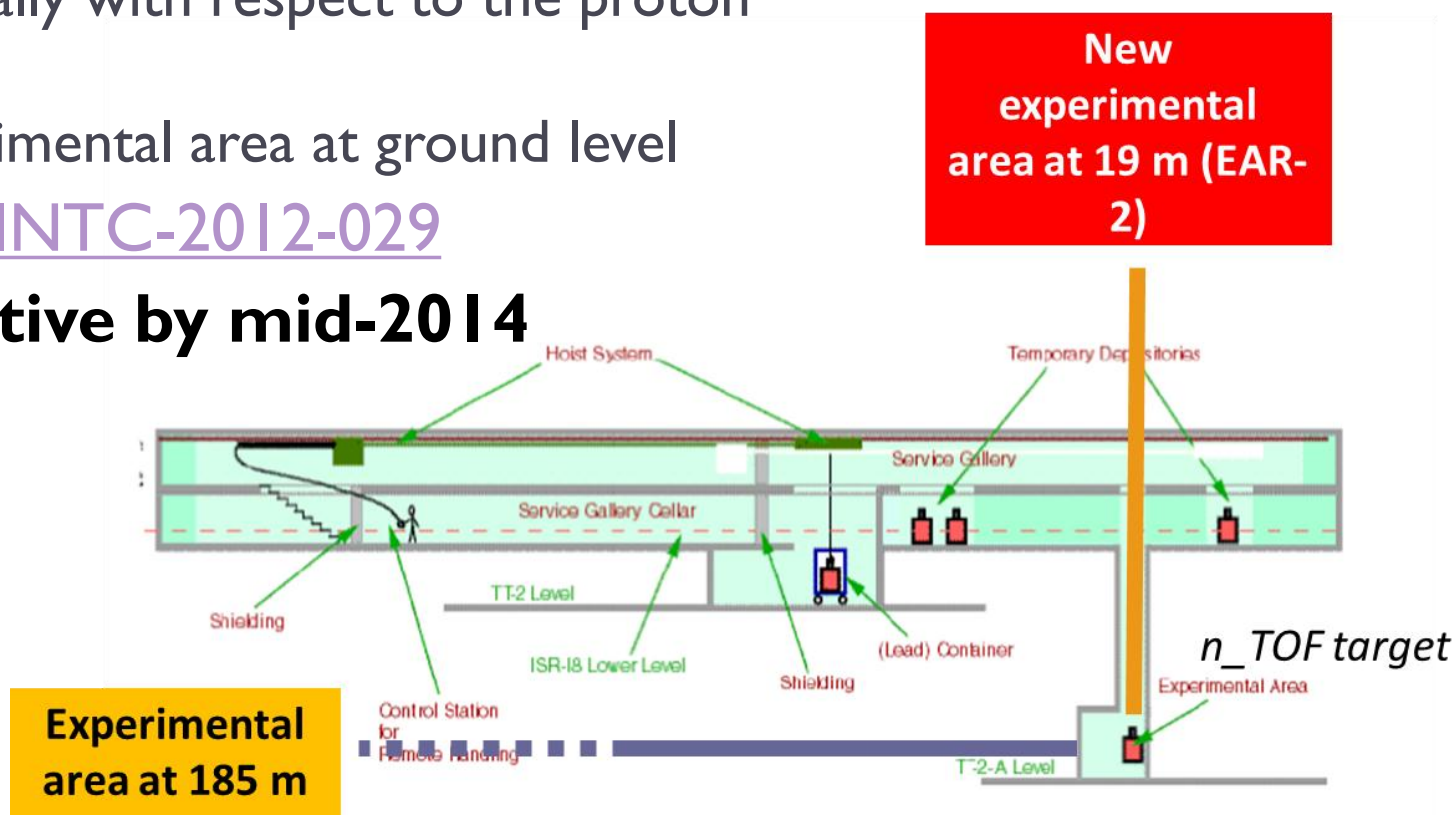 ally with respect to the proton
imental area at ground level
INTC-2012-029
tive by mid-2014
New
experimental
area at 19 m (EAR-
2)
Hoist System
Temporary Depositories
Service Gallery
Service Gallery Cellar
TT-2 Level
Shielding
ISR-I8 Lower Level
Shielding
(Lead) Container
n_TOF target
Experimental Area
Control Station
for
Remote Handling
TT-2-A Level
Experimental
area at 185 m